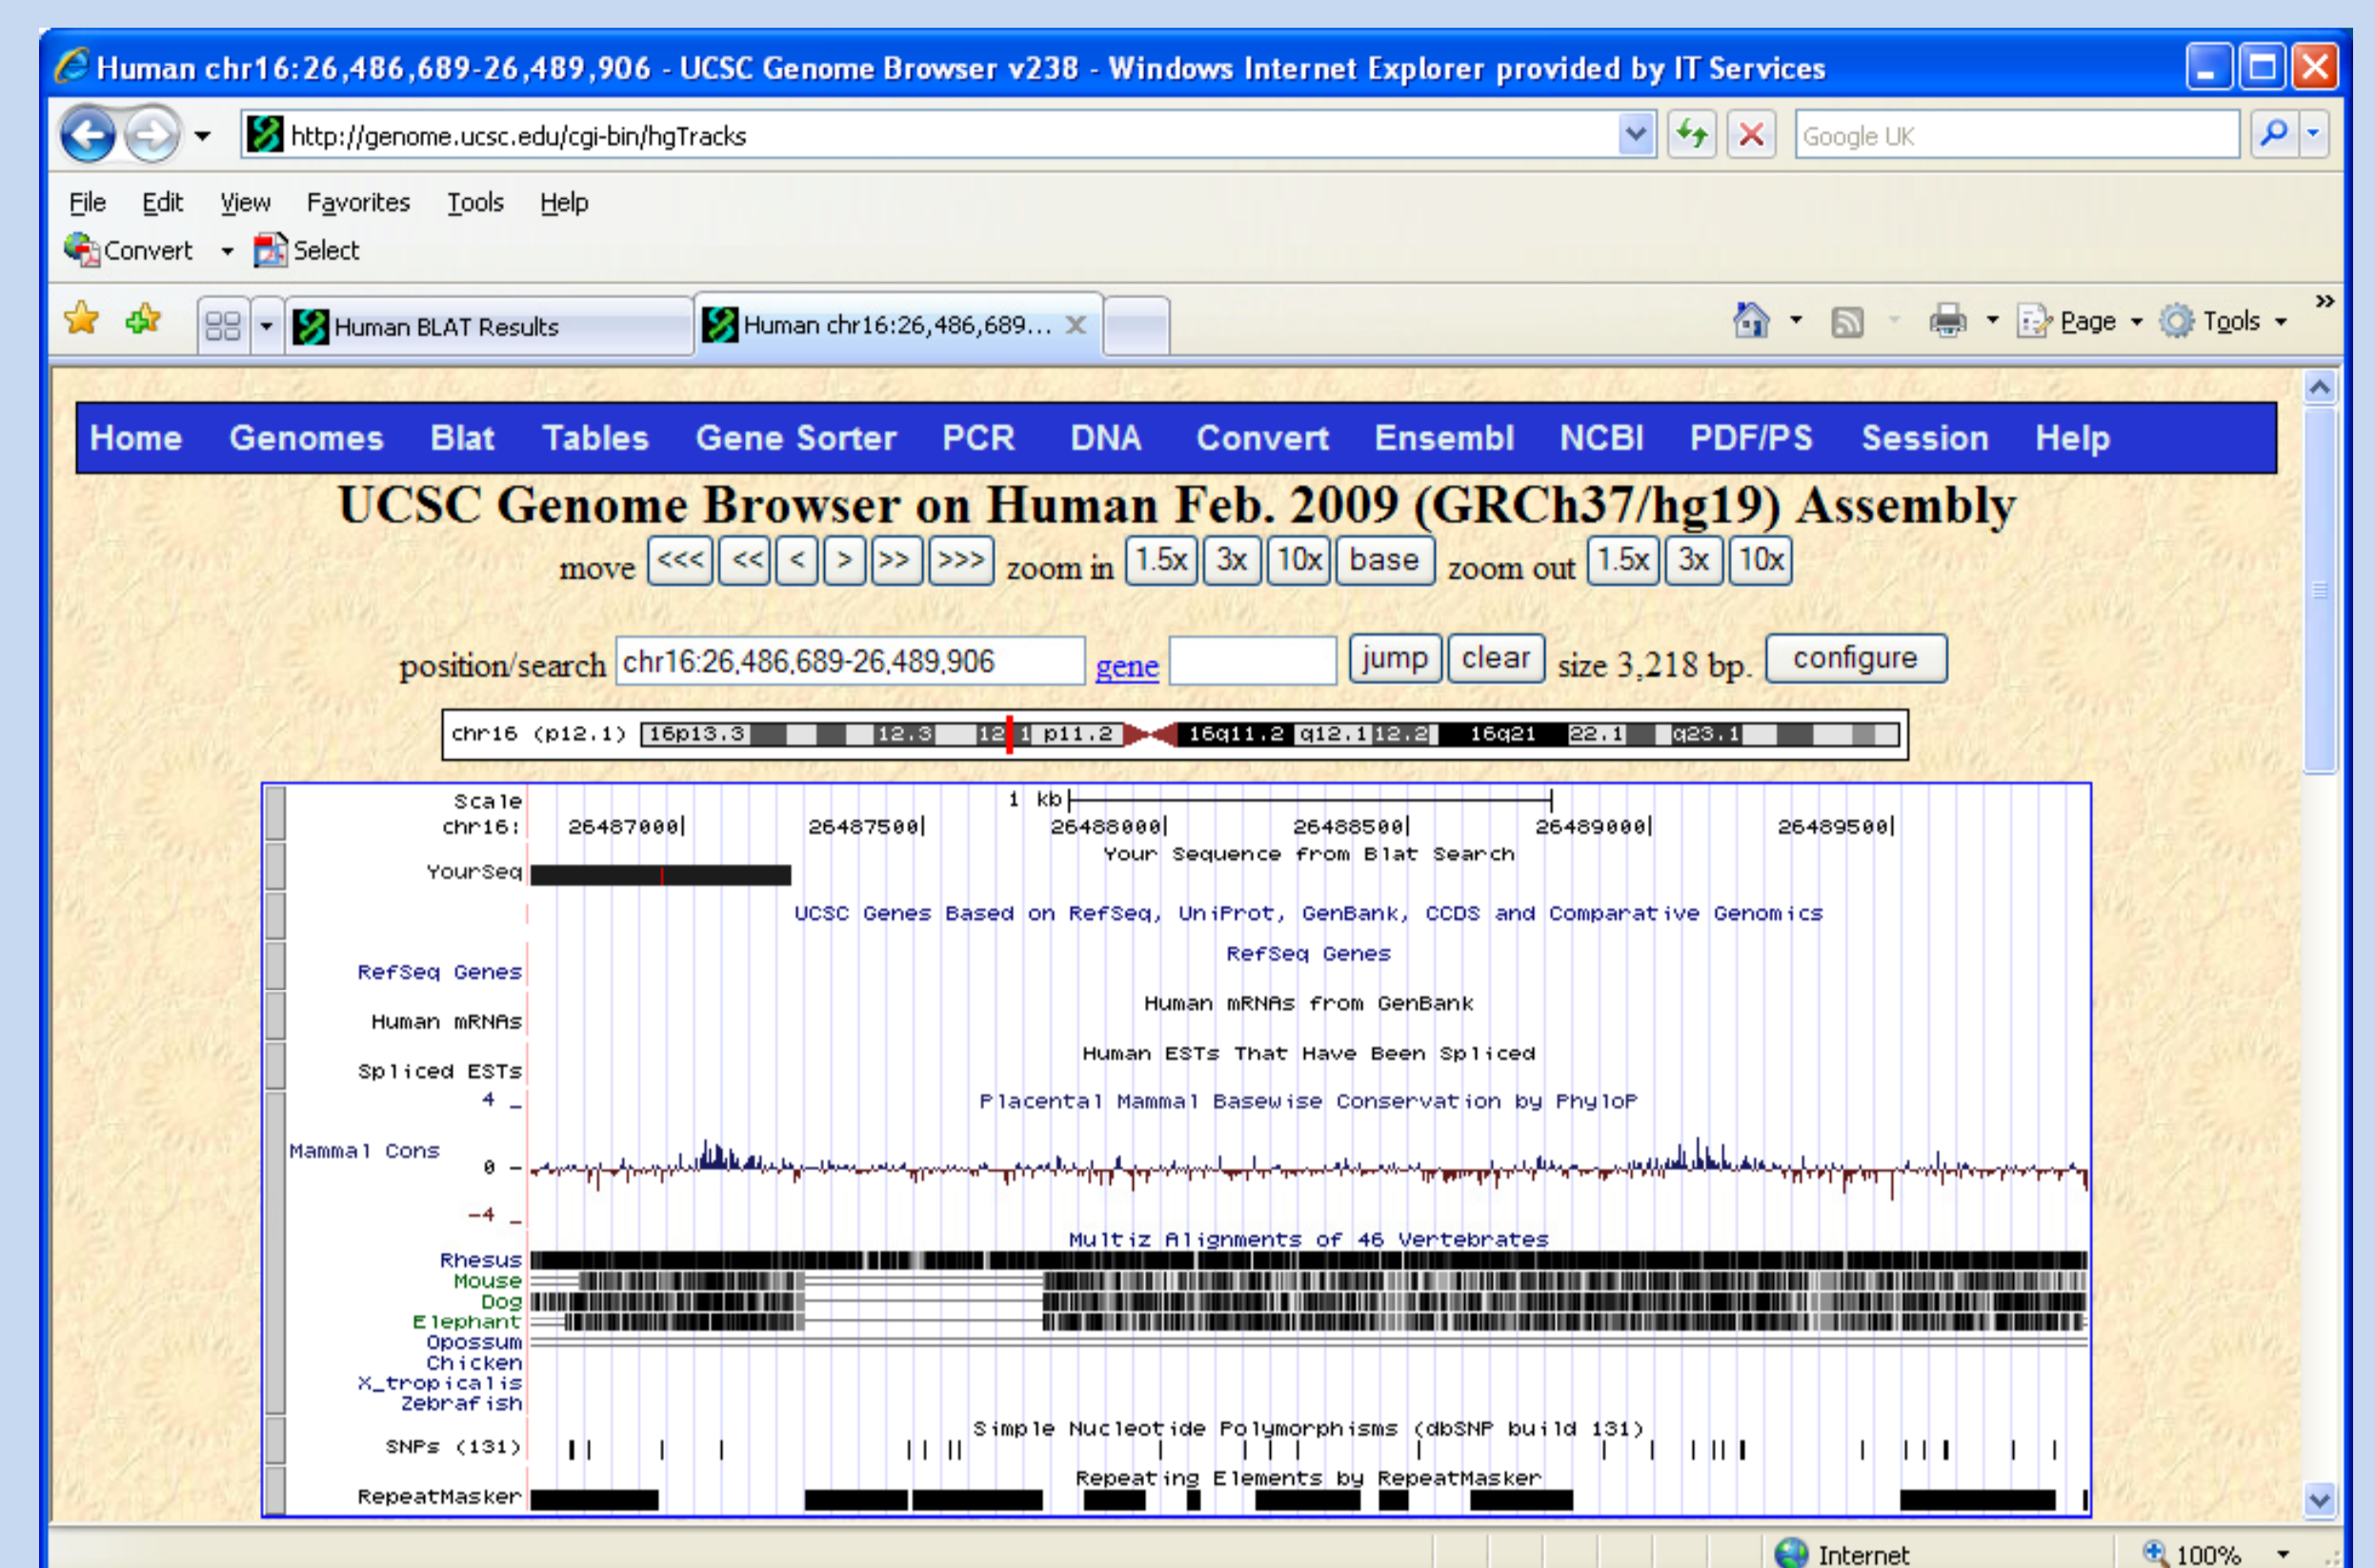 Human chr16:26,486,689-26,489,906 - UCSC Genome Browser v238 - Windows Internet Explorer provided by IT Services
http://genome.ucsc.edu/cgi-bin/hgTracks Google UK
File Edit View Favorites Tools Help
Convert Select
Human BLAT Results Human chr16:26,486,689... Page Tools
Home Genomes Blat Tables Gene Sorter PCR DNA Convert Ensembl NCBI PDF/PS Session Help
UCSC Genome Browser on Human Feb. 2009 (GRCh37/hg19) Assembly
move <<< << < > >> >>> zoom in 1.5x 3x 10x base zoom out 1.5x 3x 10x
position/search chr16:26,486,689-26,489,906 gene jump clear size 3,218 bp. configure
chr16 (p12.1) 16p13.3 12.3 12 1 p11.2 16q11.2 q12.1 12.2 16q21 22.1 q23.1
Scale 1 kb
chr16: 26487000| 26487500| 26488000| 26488500| 26489000| 26489500|
Your Sequence from Blat Search
YourSeq
UCSC Genes Based on RefSeq, UniProt, GenBank, CCDS and Comparative Genomics
RefSeq Genes
RefSeq Genes
Human mRNAs from GenBank
Human mRNAs
Human ESTs That Have Been Spliced
Spliced ESTs
4 _ Placental Mammal Basewise Conservation by PhyloP
Mammal Cons
0 -
-4 _
Multiz Alignments of 46 Vertebrates
Rhesus
Mouse
Dog
Elephant
Opossum
Chicken
X_tropicalis
Zebrafish
Simple Nucleotide Polymorphisms (dbSNP build 131)
SNPs (131)
Repeating Elements by RepeatMasker
RepeatMasker
Internet 100%